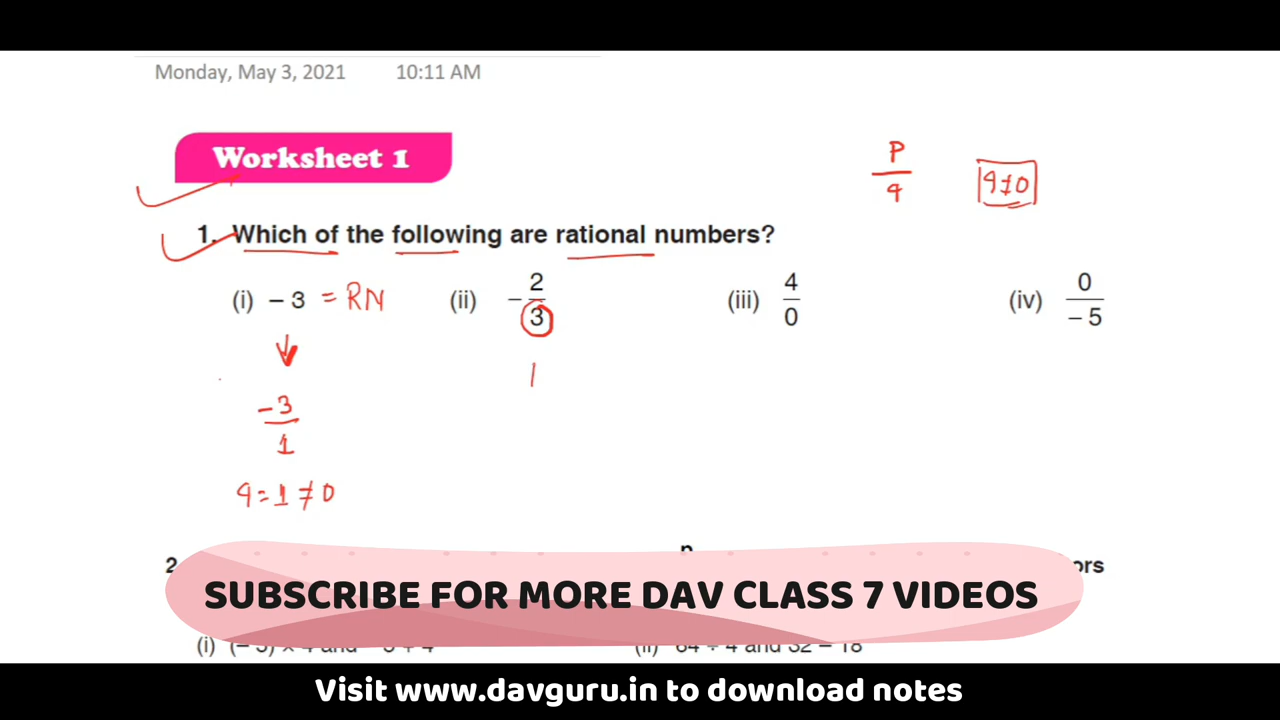 Monday, May 3, 2021 10:11 AM
Worksheet 1
P
q
q≠0
1. Which of the following are rational numbers?
(i) – 3 = RN (ii) – 2/3 (iii) 4/0 (iv) 0/– 5
–3
1
q=1≠0
2. p ors
SUBSCRIBE FOR MORE DAV CLASS 7 VIDEOS
Visit www.davguru.in to download notes